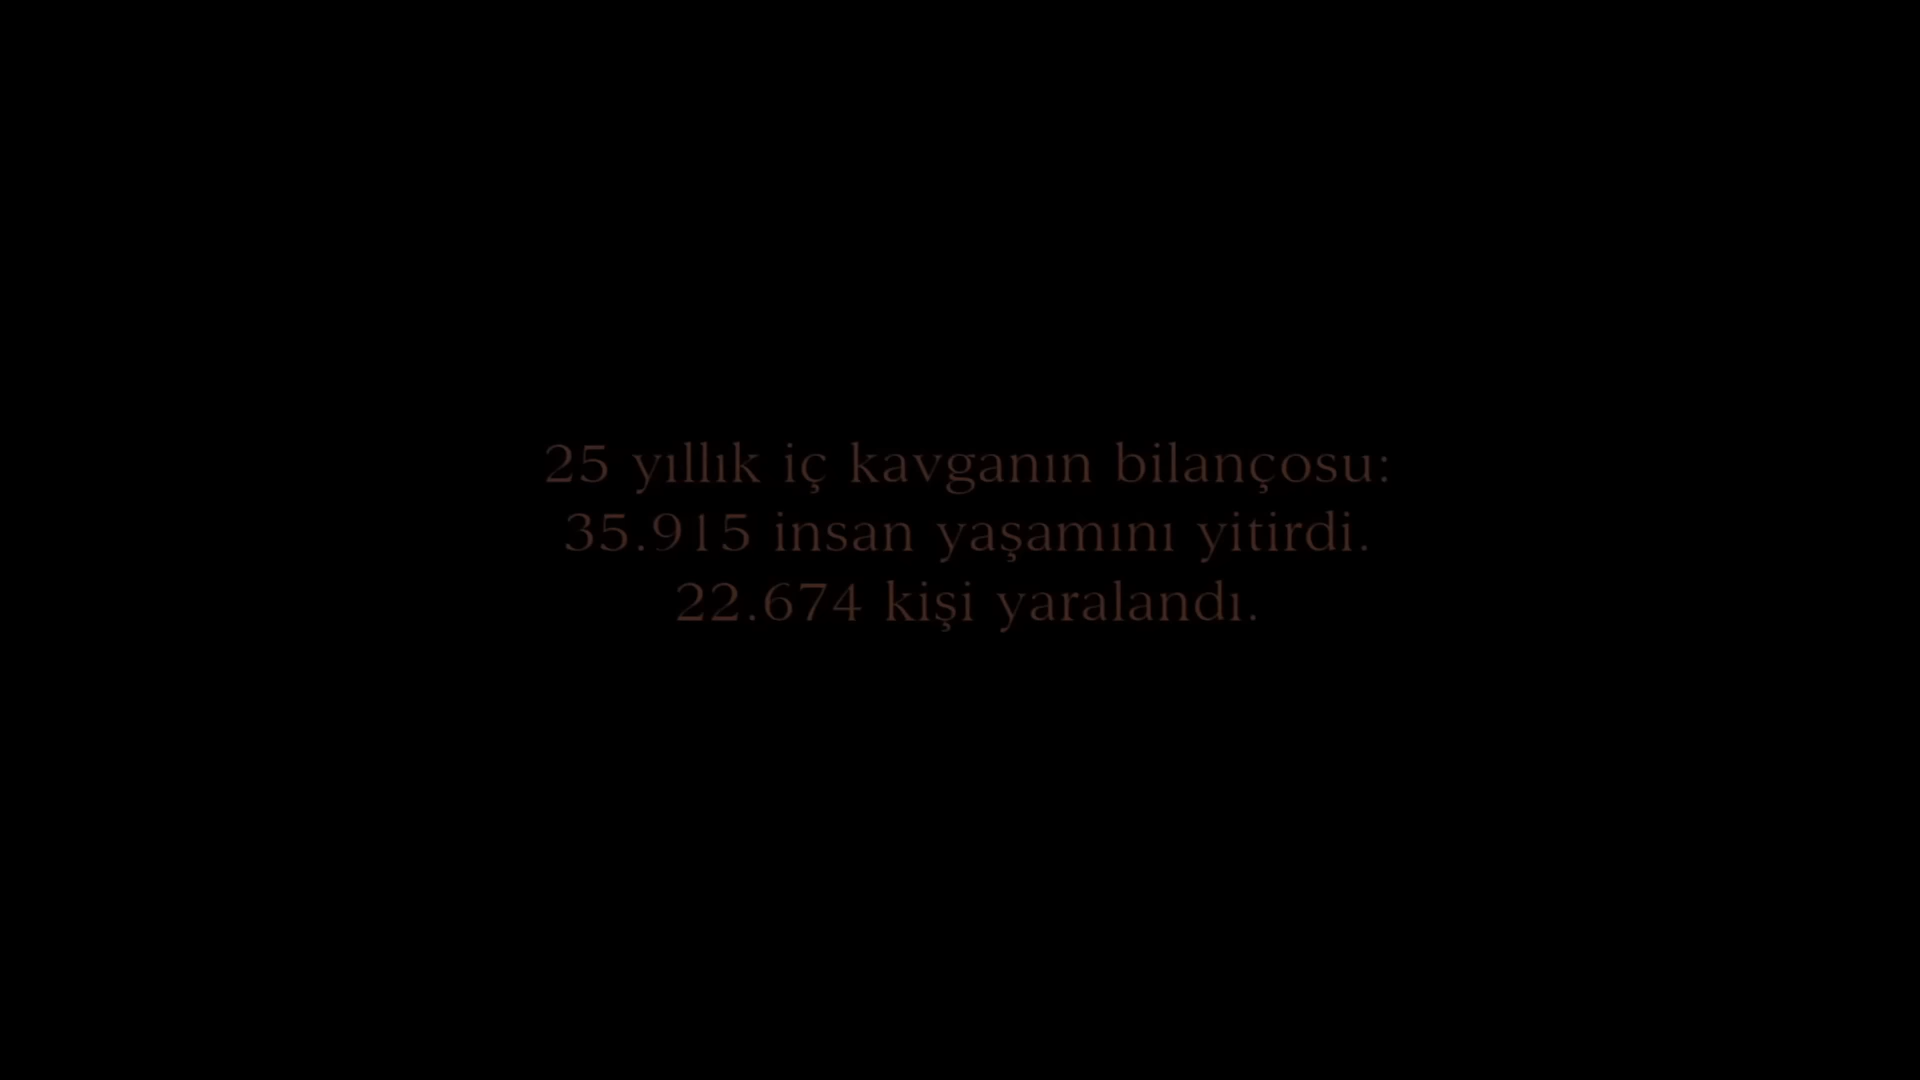 25 yıllık iç kavganın bilançosu:
35.915 insan yaşamını yitirdi.
22.674 kişi yaralandı.